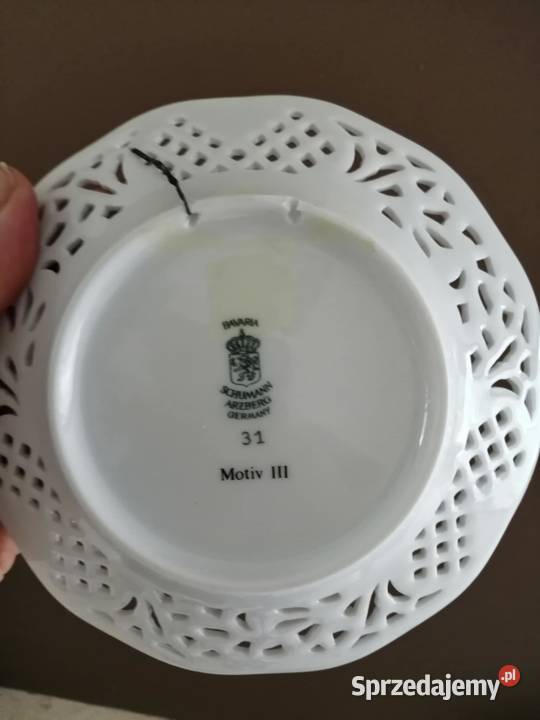 BAVARIA
SCHUMANN
ARZBERG
GERMANY
31
Motiv III
Sprzedajemy.pl